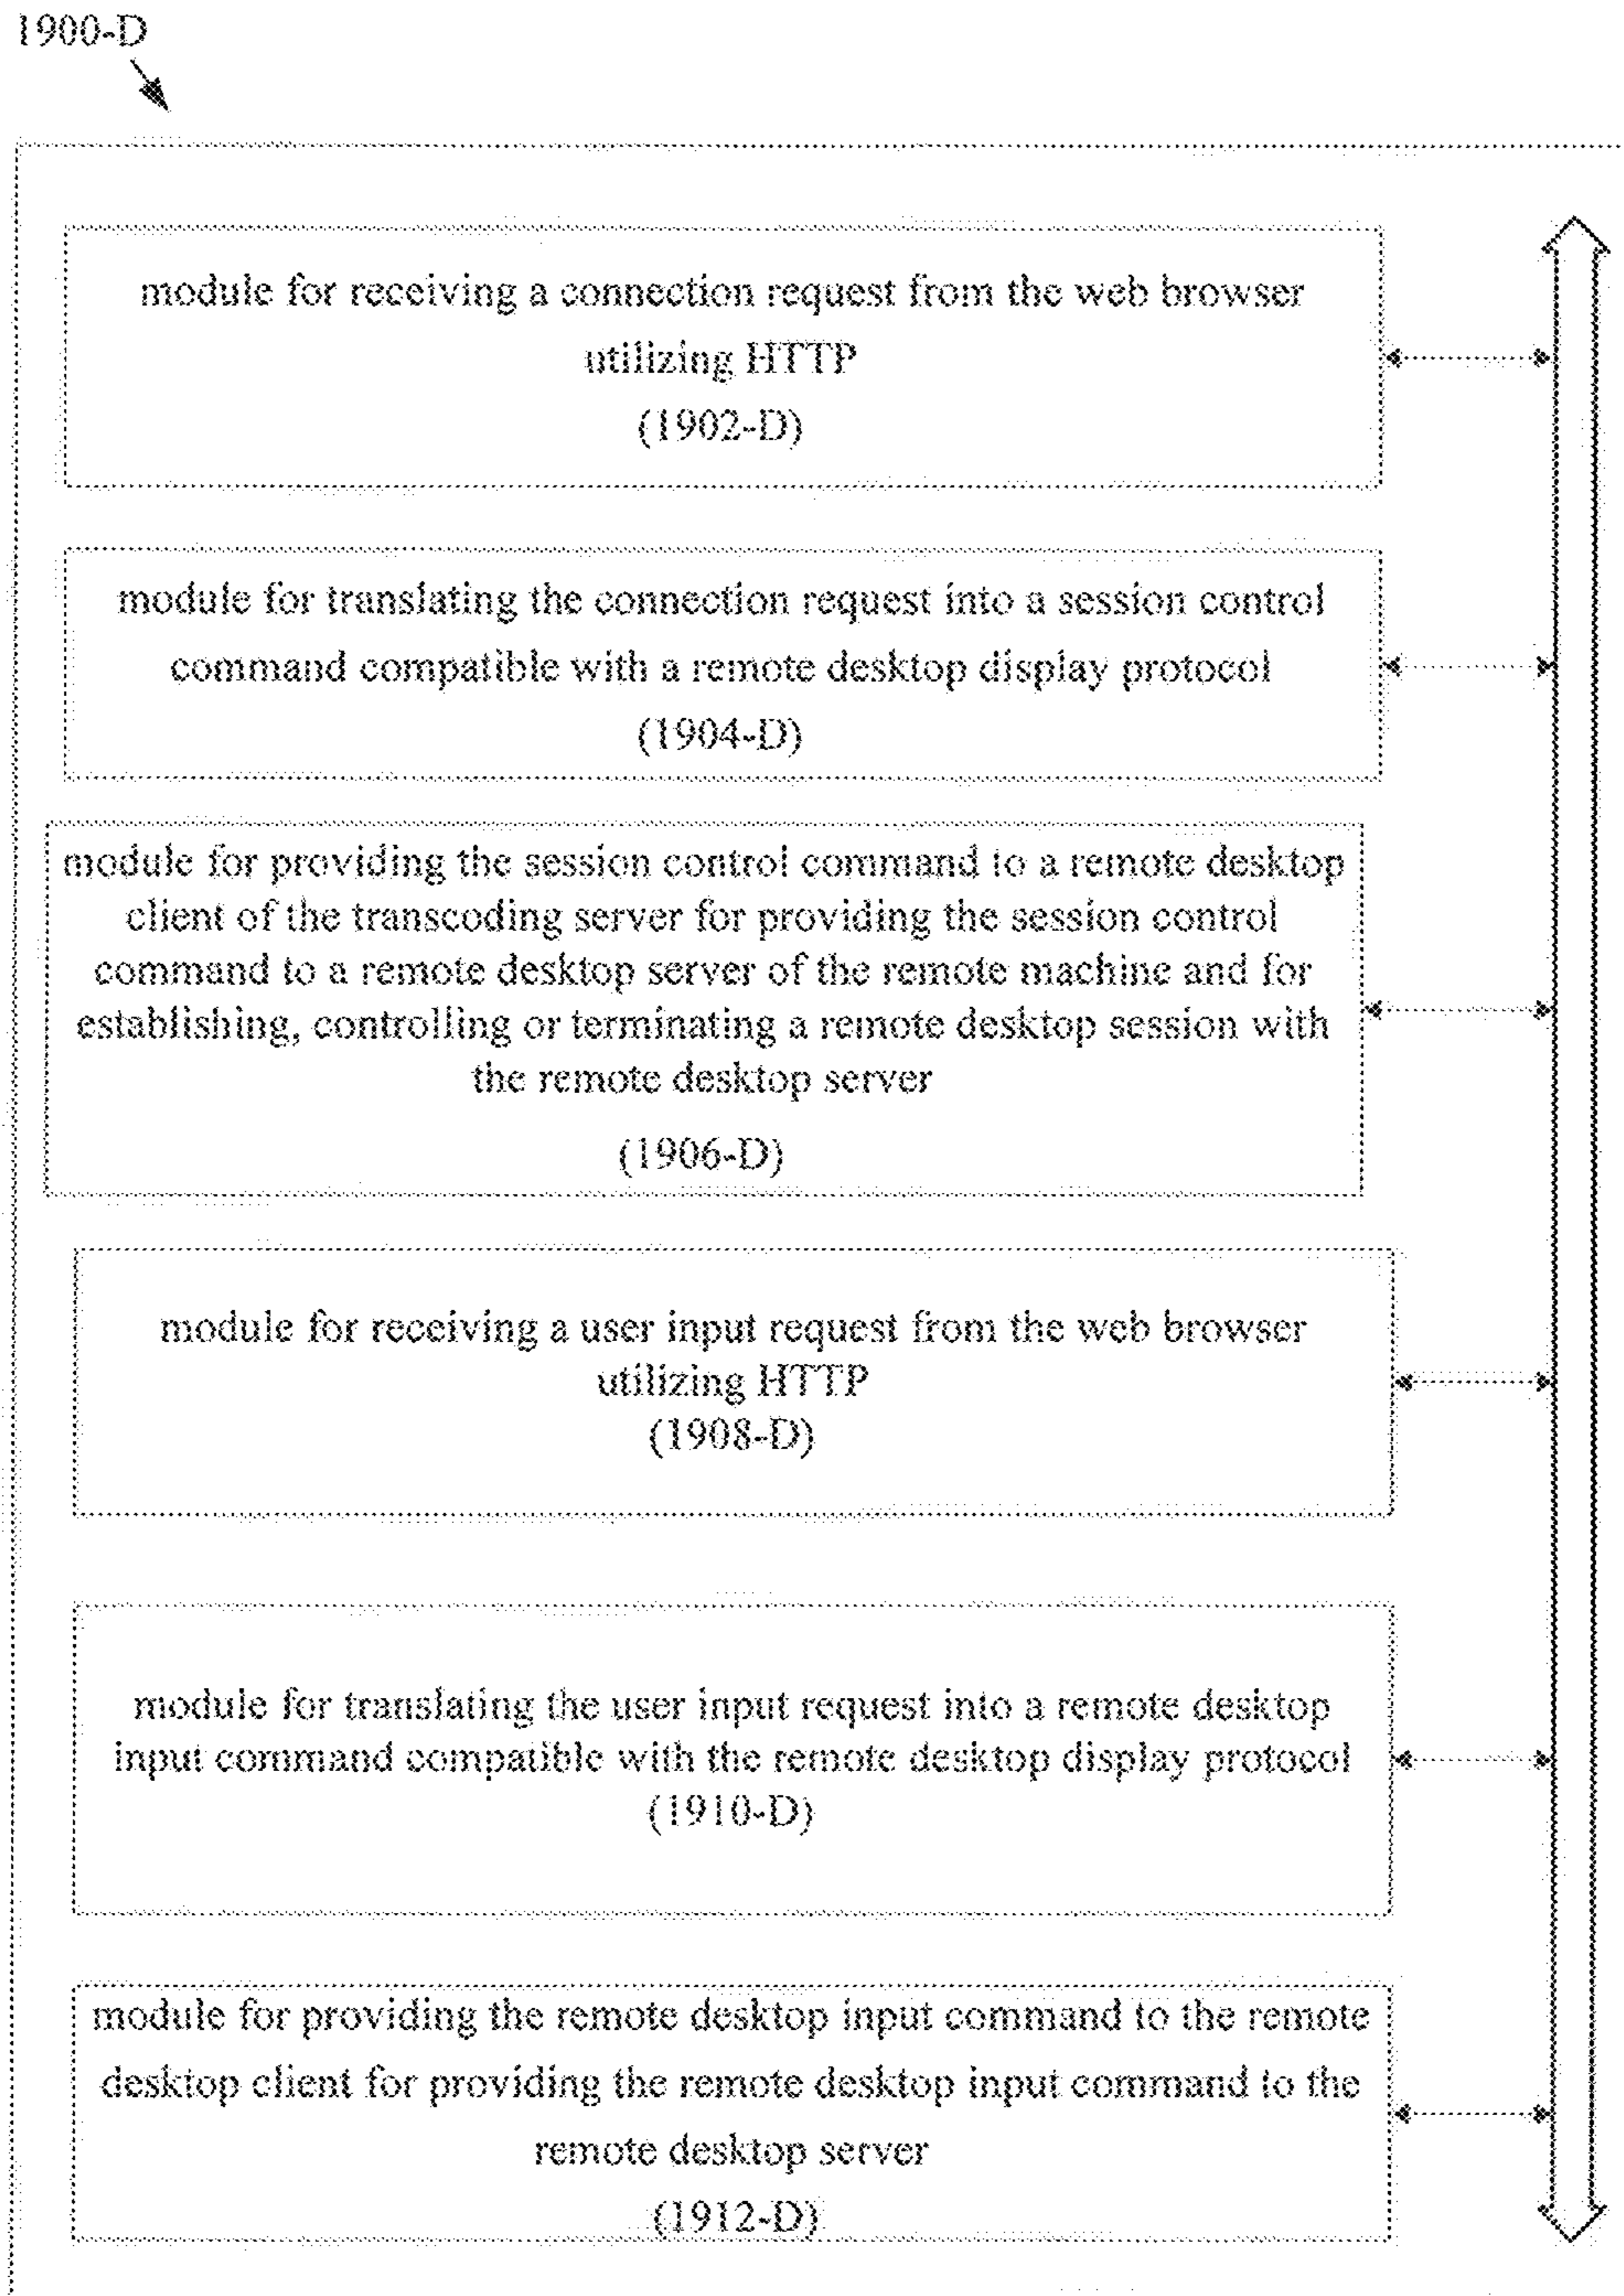 1900-D
module for receiving a connection request from the web browser
utilizing HTTP
(1902-D)
module for translating the connection request into a session control
command compatible with a remote desktop display protocol
(1904-D)
module for providing the session control command to a remote desktop
client of the transcoding server for providing the session control
command to a remote desktop server of the remote machine and for
establishing, controlling or terminating a remote desktop session with
the remote desktop server
(1906-D)
module for receiving a user input request from the web browser
utilizing HTTP
(1908-D)
module for translating the user input request into a remote desktop
input command compatible with the remote desktop display protocol
(1910-D)
module for providing the remote desktop input command to the remote
desktop client for providing the remote desktop input command to the
remote desktop server
(1912-D)